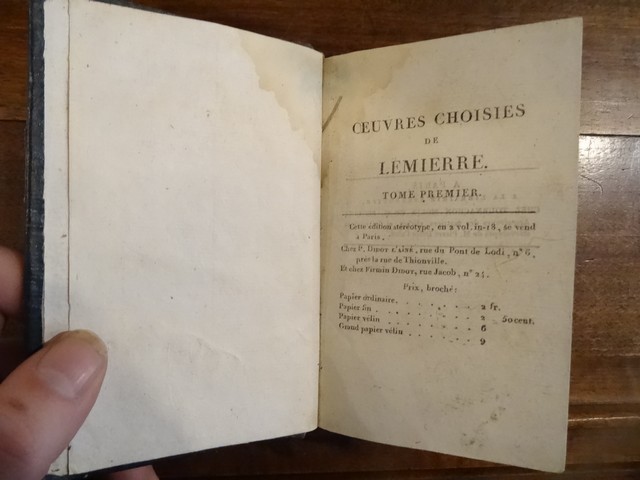 ŒUVRES CHOISIES
DE
LEMIERRE.
TOME PREMIER.
Cette édition stéréotype, en 2 vol. in-18, se vend
à Paris,
Chez P. DIDOT L'AÎNÉ, rue du Pont de Lodi, n° 6,
près la rue de Thionville.
Et chez Firmin DIDOT, rue Jacob, n° 24.
Prix, broché:
Papier ordinaire. . . . . . . 2 fr.
Papier fin . . . . . . . . 2 50 cent.
Papier vélin . . . . . . . . 6
Grand papier vélin . . . . . . 9